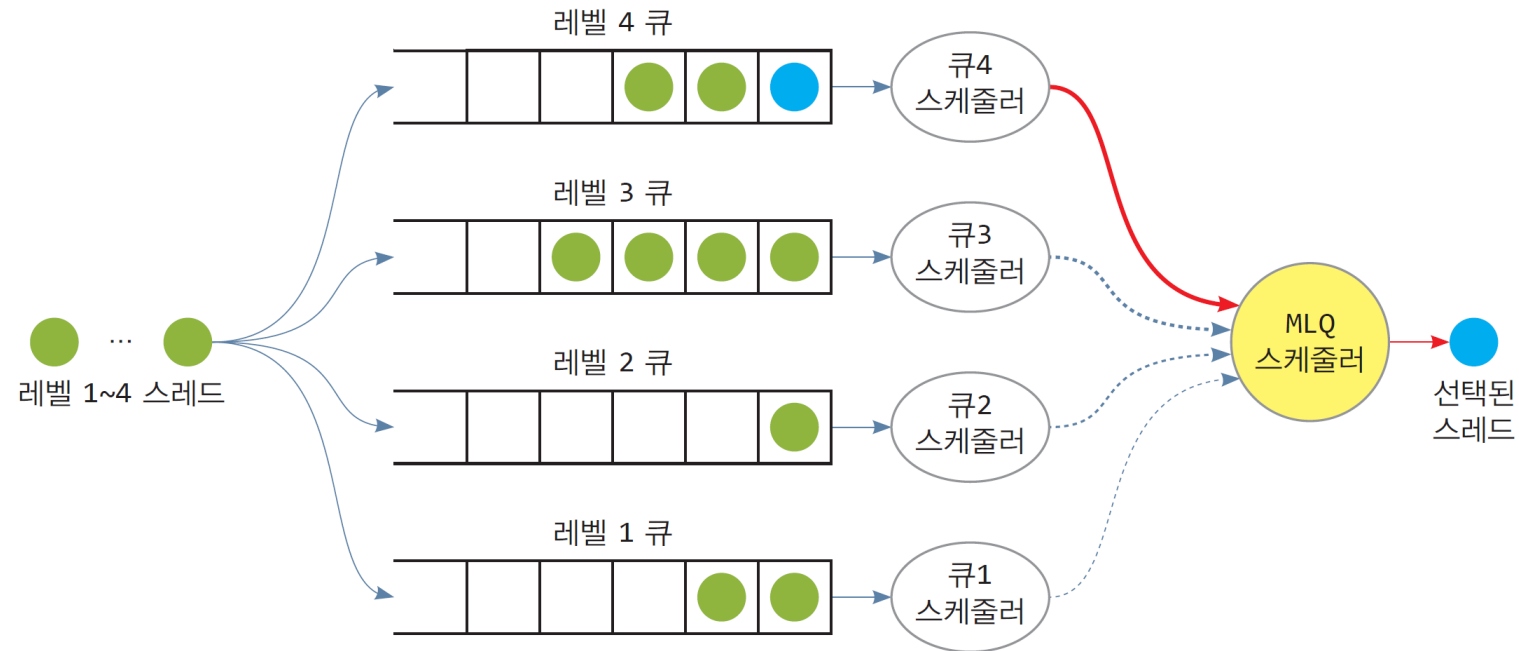 레벨 4 큐
큐4
스케줄러
레벨 3 큐
큐3
스케줄러
...
레벨 1~4 스레드
MLQ
스케줄러
선택된
스레드
레벨 2 큐
큐2
스케줄러
레벨 1 큐
큐1
스케줄러